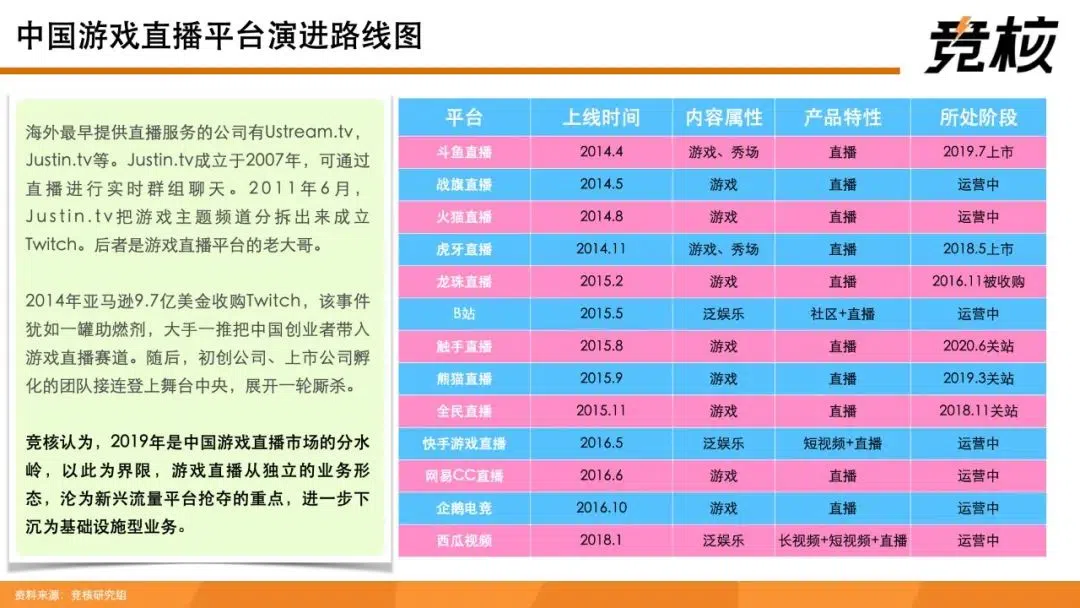 中国游戏直播平台演进路线图
竞核
海外最早提供直播服务的公司有Ustream.tv，
Justin.tv等。Justin.tv成立于2007年，可通过
直播进行实时群组聊天。2011年6月，
Justin.tv把游戏主题频道分拆出来成立
Twitch。后者是游戏直播平台的老大哥。
2014年亚马逊9.7亿美金收购Twitch，该事件
犹如一罐助燃剂，大手一推把中国创业者带入
游戏直播赛道。随后，初创公司、上市公司孵
化的团队接连登上舞台中央，展开一轮厮杀。
竞核认为，2019年是中国游戏直播市场的分水
岭，以此为界限，游戏直播从独立的业务形
态，沦为新兴流量平台抢夺的重点，进一步下
沉为基础设施型业务。
平台 上线时间 内容属性 产品特性 所处阶段
斗鱼直播 2014.4 游戏、秀场 直播 2019.7上市
战旗直播 2014.5 游戏 直播 运营中
火猫直播 2014.8 游戏 直播 运营中
虎牙直播 2014.11 游戏、秀场 直播 2018.5上市
龙珠直播 2015.2 游戏 直播 2016.11被收购
B站 2015.5 泛娱乐 社区+直播 运营中
触手直播 2015.8 游戏 直播 2020.6关站
熊猫直播 2015.9 游戏 直播 2019.3关站
全民直播 2015.11 游戏 直播 2018.11关站
快手游戏直播 2016.5 泛娱乐 短视频+直播 运营中
网易CC直播 2016.6 游戏 直播 运营中
企鹅电竞 2016.10 游戏 直播 运营中
西瓜视频 2018.1 泛娱乐 长视频+短视频+直播 运营中
资料来源：竞核研究组